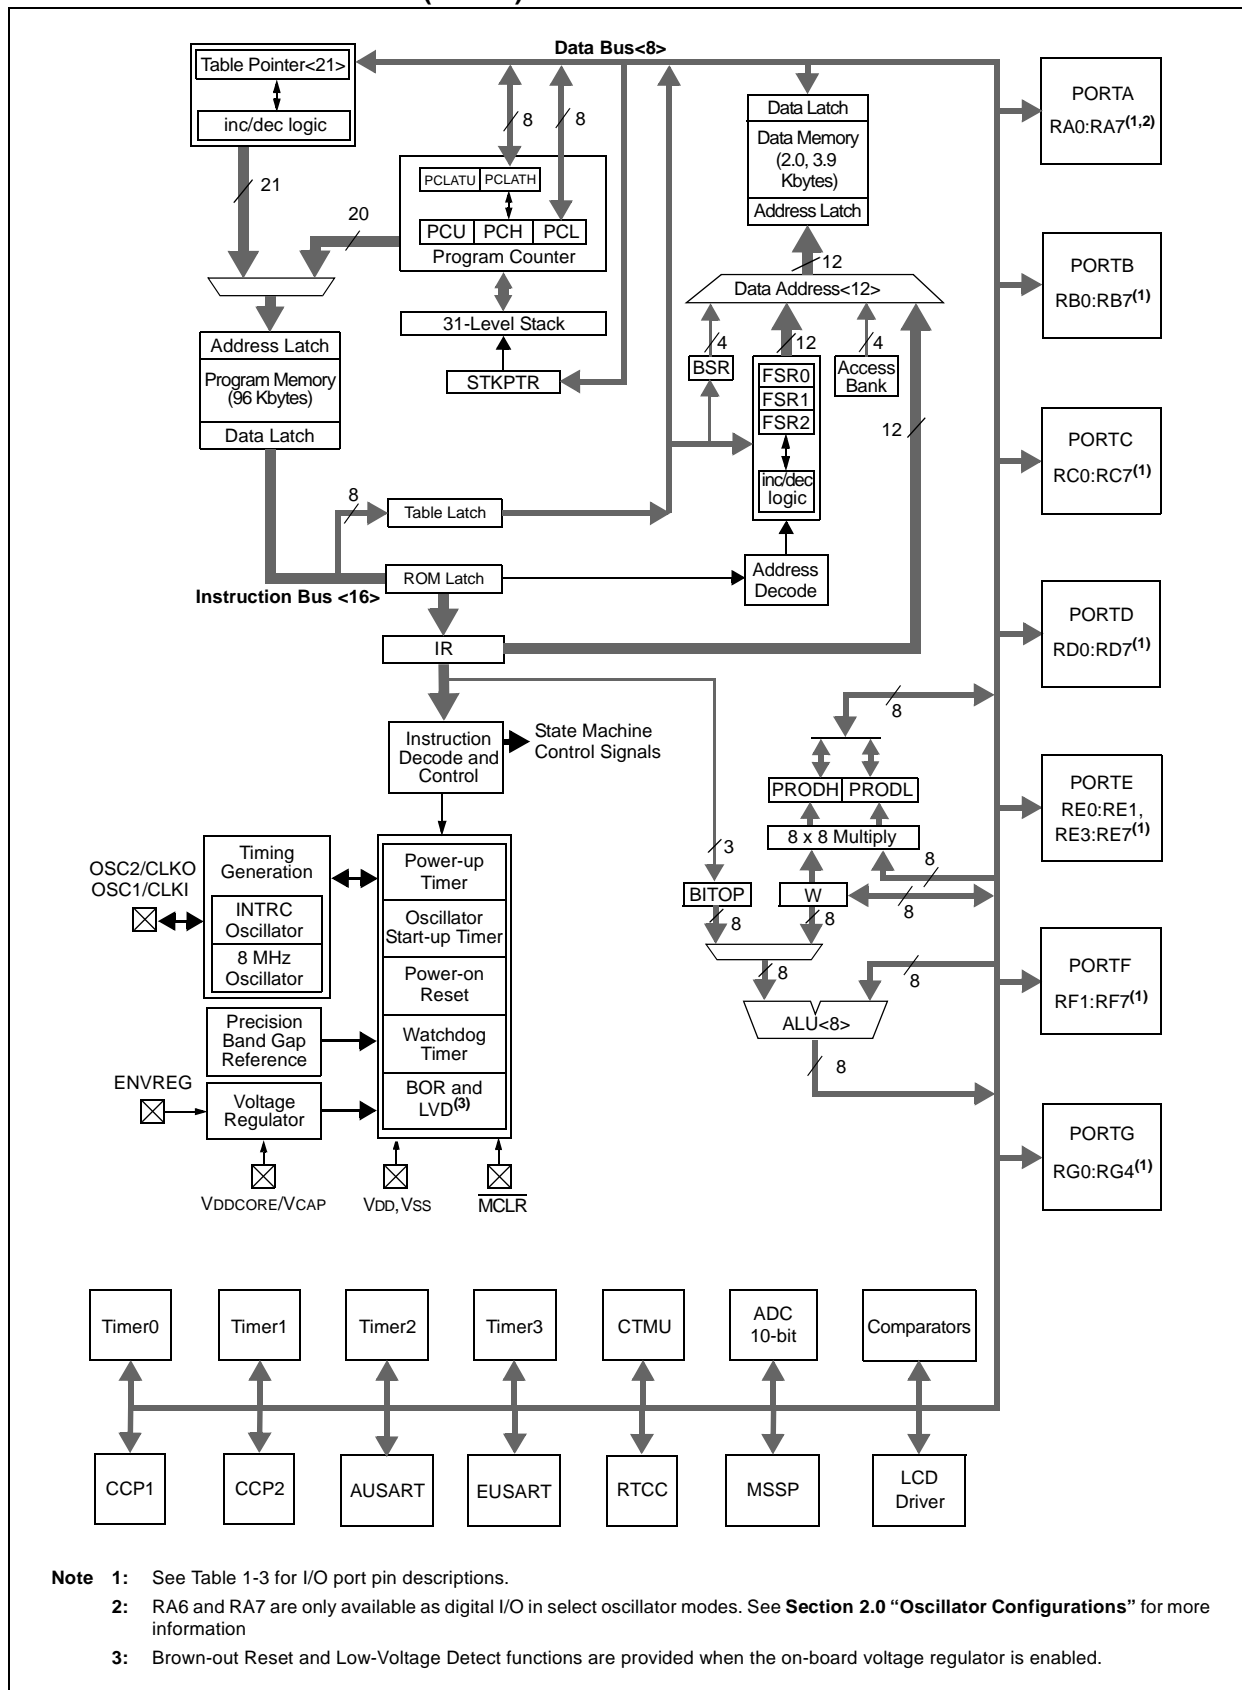 Data Bus<8>
Table Pointer<21>
inc/dec logic
21
20
8
8
PCLATU
PCLATH
PCU
PCH
PCL
Program Counter
31-Level Stack
STKPTR
Address Latch
Program Memory
(96 Kbytes)
Data Latch
Data Latch
Data Memory
(2.0, 3.9
Kbytes)
Address Latch
12
Data Address<12>
4
12
4
BSR
FSR0
FSR1
FSR2
inc/dec
logic
Access
Bank
12
8
Table Latch
ROM Latch
Instruction Bus <16>
Address
Decode
IR
Instruction
Decode and
Control
State Machine
Control Signals
8
PRODH
PRODL
8 x 8 Multiply
3
8
BITOP
W
8
8
8
8
8
ALU<8>
8
OSC2/CLKO
OSC1/CLKI
Timing
Generation
INTRC
Oscillator
8 MHz
Oscillator
Power-up
Timer
Oscillator
Start-up Timer
Power-on
Reset
Watchdog
Timer
BOR and
LVD(3)
Precision
Band Gap
Reference
ENVREG
Voltage
Regulator
VDDCORE/VCAP
VDD, VSS
MCLR
PORTA
RA0:RA7(1,2)
PORTB
RB0:RB7(1)
PORTC
RC0:RC7(1)
PORTD
RD0:RD7(1)
PORTE
RE0:RE1,
RE3:RE7(1)
PORTF
RF1:RF7(1)
PORTG
RG0:RG4(1)
Timer0
Timer1
Timer2
Timer3
CTMU
ADC
10-bit
Comparators
CCP1
CCP2
AUSART
EUSART
RTCC
MSSP
LCD
Driver
Note 1: See Table 1-3 for I/O port pin descriptions.
2: RA6 and RA7 are only available as digital I/O in select oscillator modes. See Section 2.0 “Oscillator Configurations” for more
information
3: Brown-out Reset and Low-Voltage Detect functions are provided when the on-board voltage regulator is enabled.